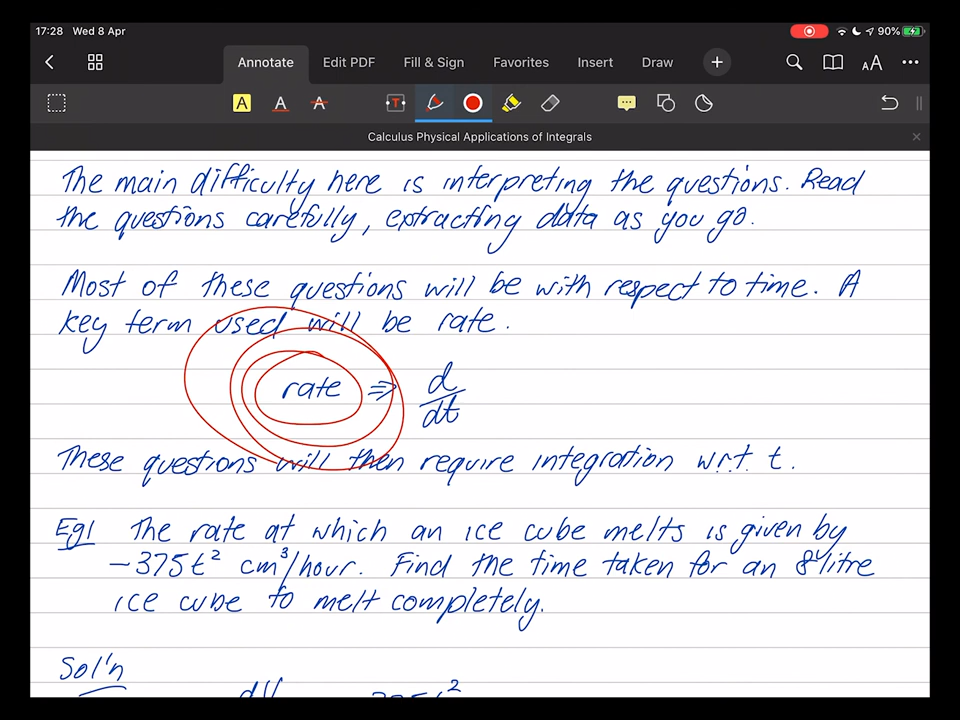 17:28 Wed 8 Apr
90%
Annotate Edit PDF Fill & Sign Favorites Insert Draw +
AA
A A A T
Calculus Physical Applications of Integrals
The main difficulty here is interpreting the questions. Read
the questions carefully, extracting data as you go.
Most of these questions will be with respect to time. A
key term used will be rate.
rate ⇒ d/dt
These questions will then require integration w.r.t. t.
Eg1 The rate at which an ice cube melts is given by
-375t² cm³/hour. Find the time taken for an 8 litre
ice cube to melt completely.
Sol'n